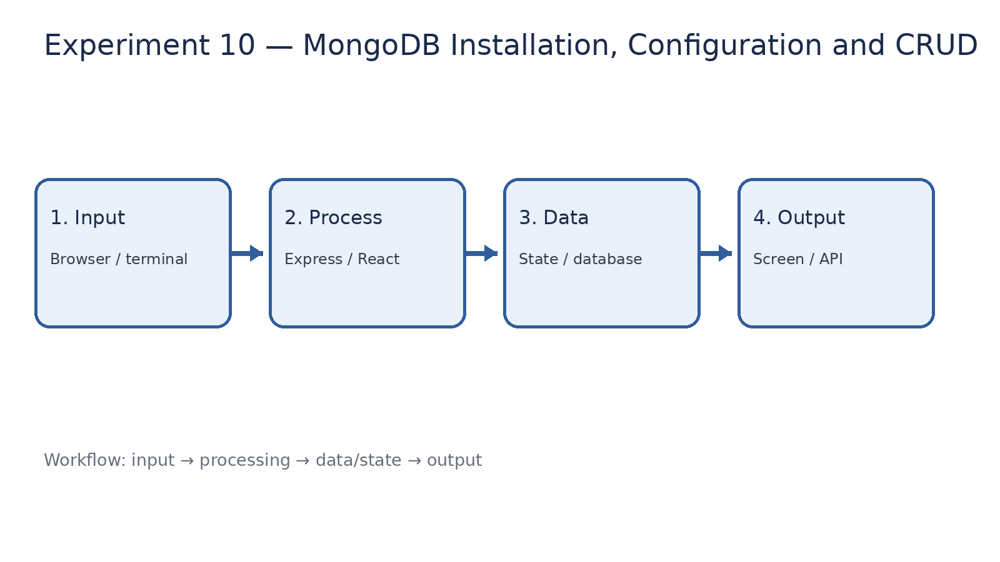 Experiment 10 — MongoDB Installation, Configuration and CRUD
1. Input
Browser / terminal
2. Process
Express / React
3. Data
State / database
4. Output
Screen / API
Workflow: input → processing → data/state → output